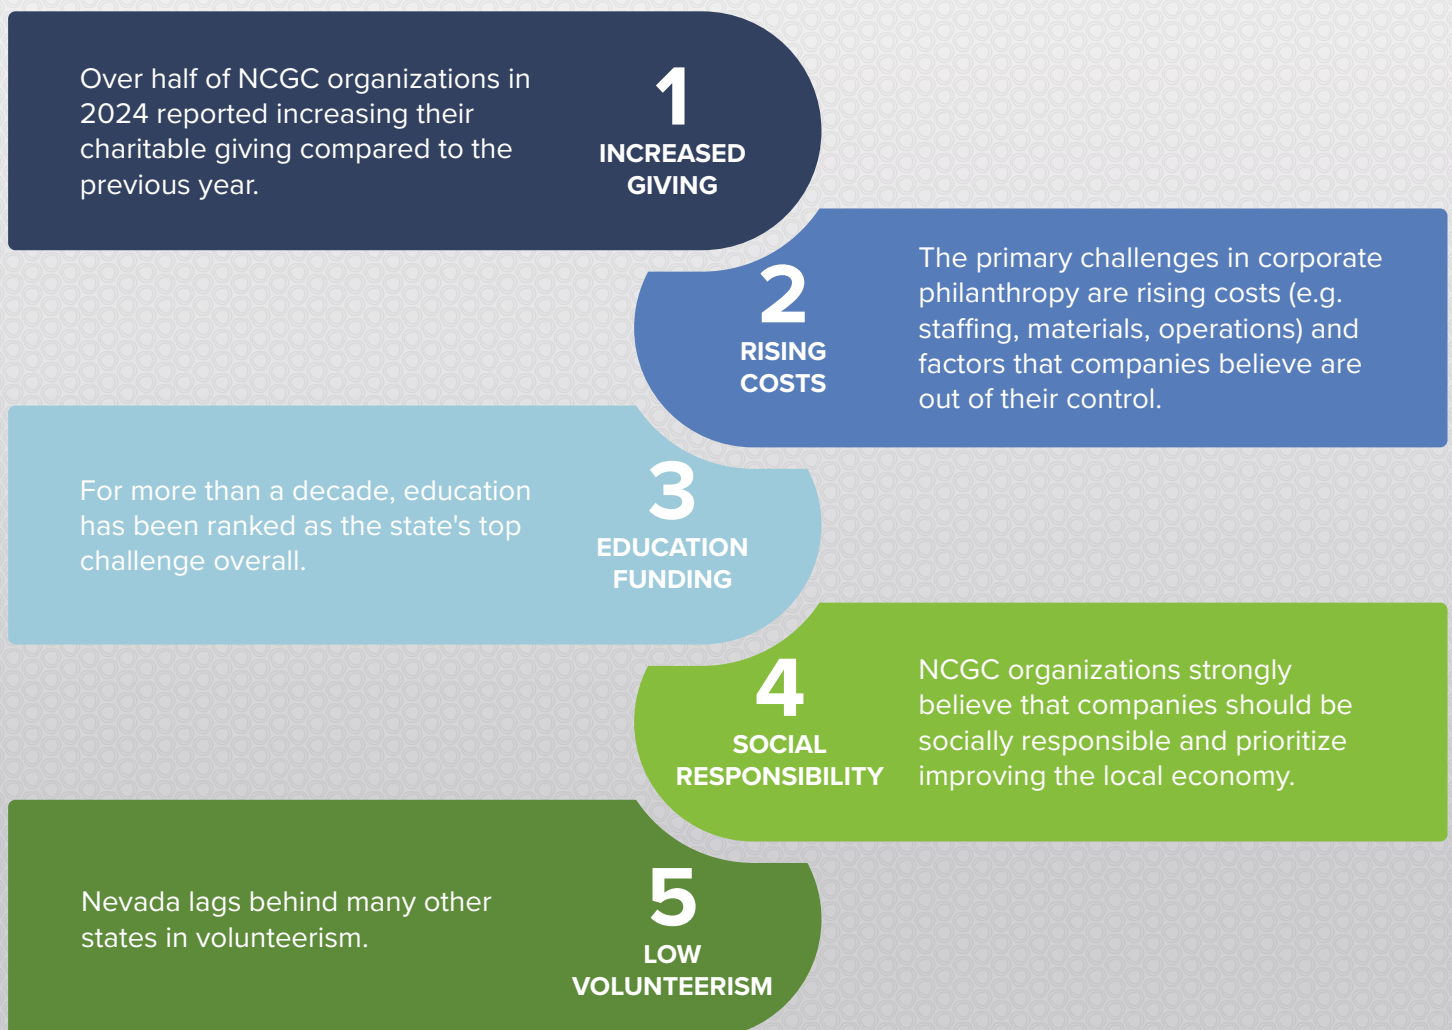 Over half of NCGC organizations in
2024 reported increasing their
charitable giving compared to the
previous year.
1
INCREASED
GIVING
2
RISING
COSTS
The primary challenges in corporate
philanthropy are rising costs (e.g.
staffing, materials, operations) and
factors that companies believe are
out of their control.
For more than a decade, education
has been ranked as the state's top
challenge overall.
3
EDUCATION
FUNDING
4
SOCIAL
RESPONSIBILITY
NCGC organizations strongly
believe that companies should be
socially responsible and prioritize
improving the local economy.
Nevada lags behind many other
states in volunteerism.
5
LOW
VOLUNTEERISM